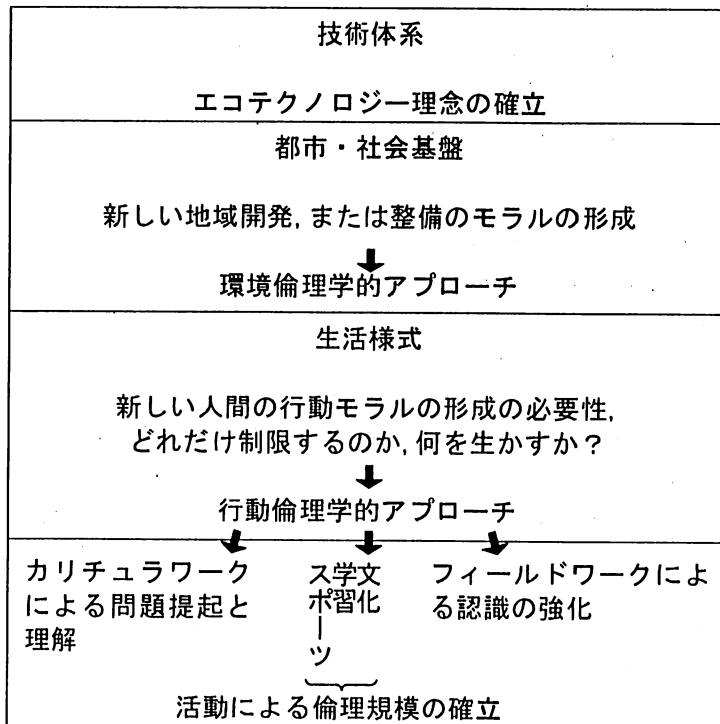 技術体系
エコテクノロジー理念の確立
都市・社会基盤
新しい地域開発,または整備のモラルの形成
環境倫理学的アプローチ
生活様式
新しい人間の行動モラルの形成の必要性,
どれだけ制限するのか,何を生かすか？
行動倫理学的アプローチ
カリチュラワーク
による問題提起と
理解
文化
学習
スポーツ
フィールドワークによ
る認識の強化
活動による倫理規模の確立